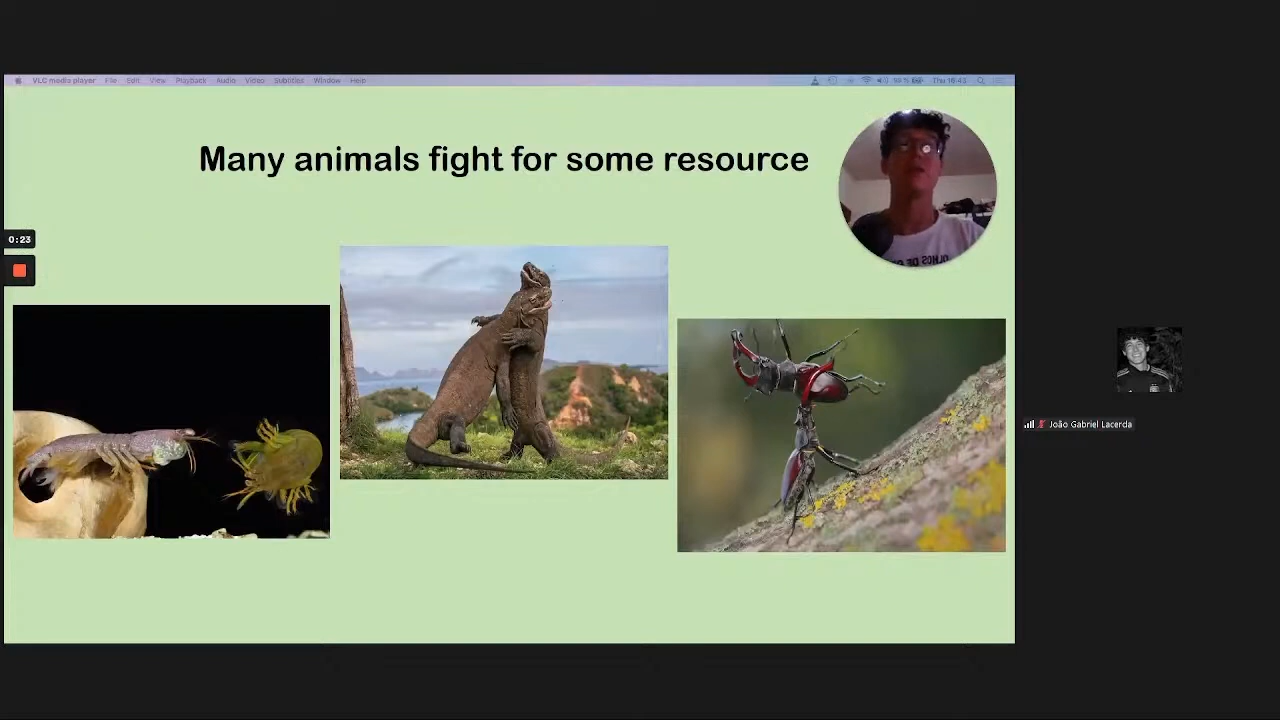 VLC media player File Edit View Playback Audio Video Subtitles Window Help
Thu 16:43
Many animals fight for some resource
0:23
João Gabriel Lacerda